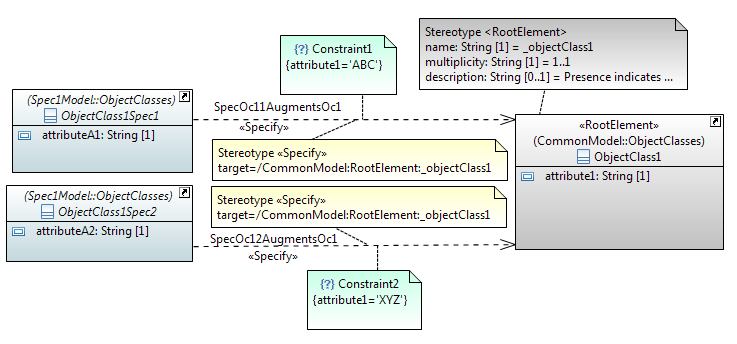 {?} Constraint1
{attribute1='ABC'}
Stereotype <RootElement>
name: String [1] = _objectClass1
multiplicity: String [1] = 1..1
description: String [0..1] = Presence indicates ...
(Spec1Model::ObjectClasses)
ObjectClass1Spec1
attributeA1: String [1]
SpecOc11AugmentsOc1
«Specify»
«RootElement»
(CommonModel::ObjectClasses)
ObjectClass1
attribute1: String [1]
Stereotype «Specify»
target=/CommonModel:RootElement:_objectClass1
(Spec1Model::ObjectClasses)
ObjectClass1Spec2
attributeA2: String [1]
Stereotype «Specify»
target=/CommonModel:RootElement:_objectClass1
SpecOc12AugmentsOc1
«Specify»
{?} Constraint2
{attribute1='XYZ'}